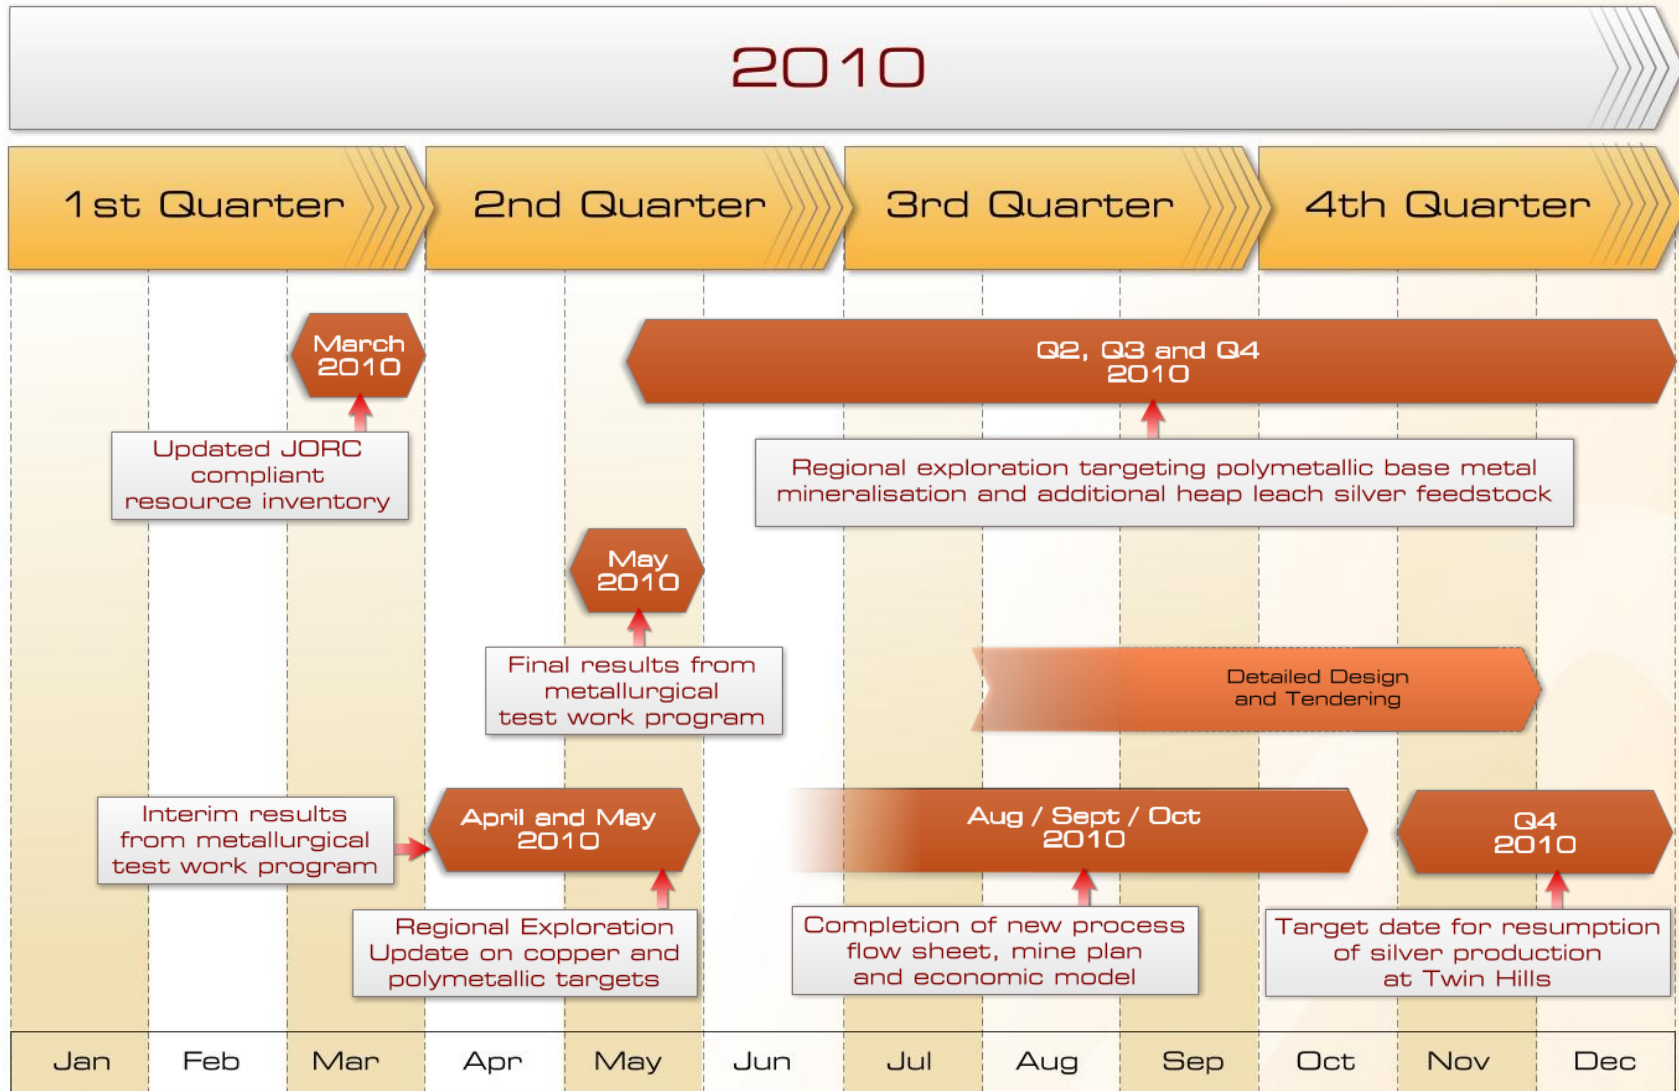 2010
1st Quarter
2nd Quarter
3rd Quarter
4th Quarter
March
2010
Updated JORC
compliant
resource inventory
Q2, Q3 and Q4
2010
Regional exploration targeting polymetallic base metal
mineralisation and additional heap leach silver feedstock
May
2010
Final results from
metallurgical
test work program
Detailed Design
and Tendering
Interim results
from metallurgical
test work program
April and May
2010
Regional Exploration
Update on copper and
polymetallic targets
Aug / Sept / Oct
2010
Completion of new process
flow sheet, mine plan
and economic model
Q4
2010
Target date for resumption
of silver production
at Twin Hills
Jan
Feb
Mar
Apr
May
Jun
Jul
Aug
Sep
Oct
Nov
Dec